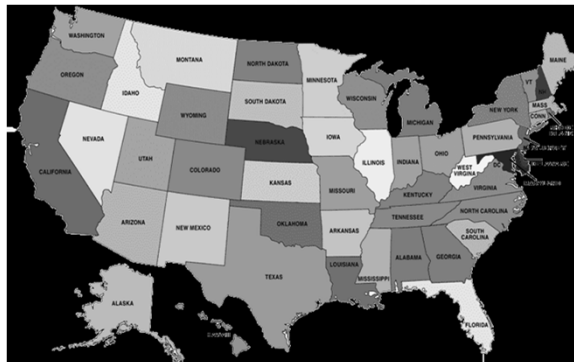 WASHINGTON
MONTANA
NORTH DAKOTA
MINNESOTA
MAINE
OREGON
IDAHO
WYOMING
SOUTH DAKOTA
WISCONSIN
MICHIGAN
NEW YORK
VT
NH
MASS
CONN
NEVADA
UTAH
COLORADO
NEBRASKA
IOWA
ILLINOIS
INDIANA
OHIO
PENNSYLVANIA
CALIFORNIA
KANSAS
MISSOURI
KENTUCKY
WEST
VIRGINIA
VIRGINIA
DC
ARIZONA
NEW MEXICO
OKLAHOMA
ARKANSAS
TENNESSEE
NORTH CAROLINA
SOUTH
CAROLINA
TEXAS
LOUISIANA
MISSISSIPPI
ALABAMA
GEORGIA
FLORIDA
ALASKA